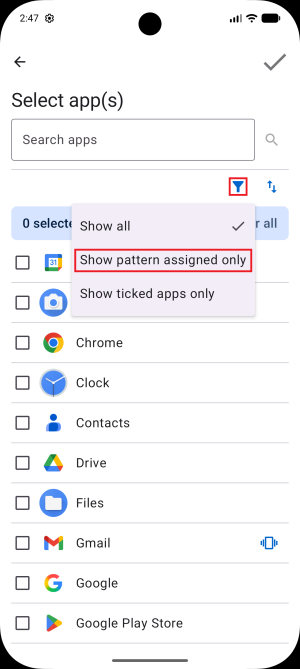 2:47
Select app(s)
Search apps
0 selecte
r all
Show all
Show pattern assigned only
Show ticked apps only
31
Chrome
Clock
Contacts
Drive
Files
Gmail
Google
Google Play Store